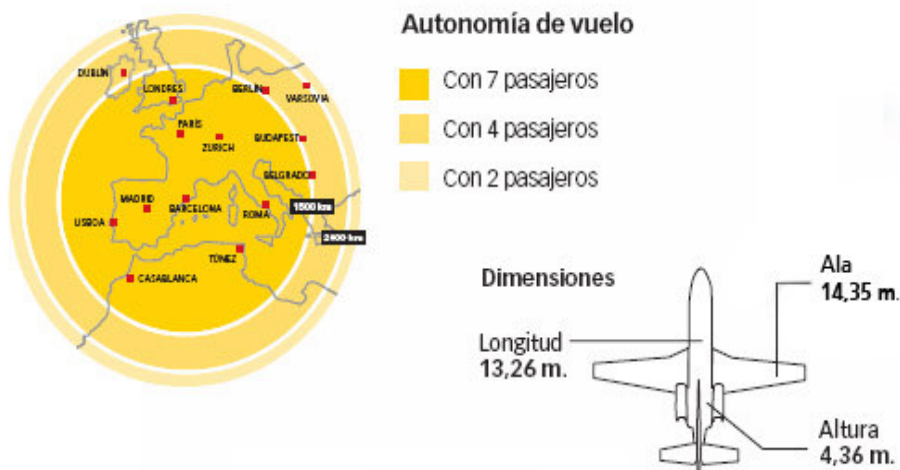 Autonomía de vuelo
Con 7 pasajeros
Con 4 pasajeros
Con 2 pasajeros
DUBLÍN
LONDRES
BERLÍN
VARSOVIA
PARÍS
ZURICH
BUDAPEST
BELGRADO
MADRID
BARCELONA
ROMA
1500 km
LISBOA
2000 km
TÚNEZ
CASABLANCA
Dimensiones
Ala
14,35 m.
Longitud
13,26 m.
Altura
4,36 m.